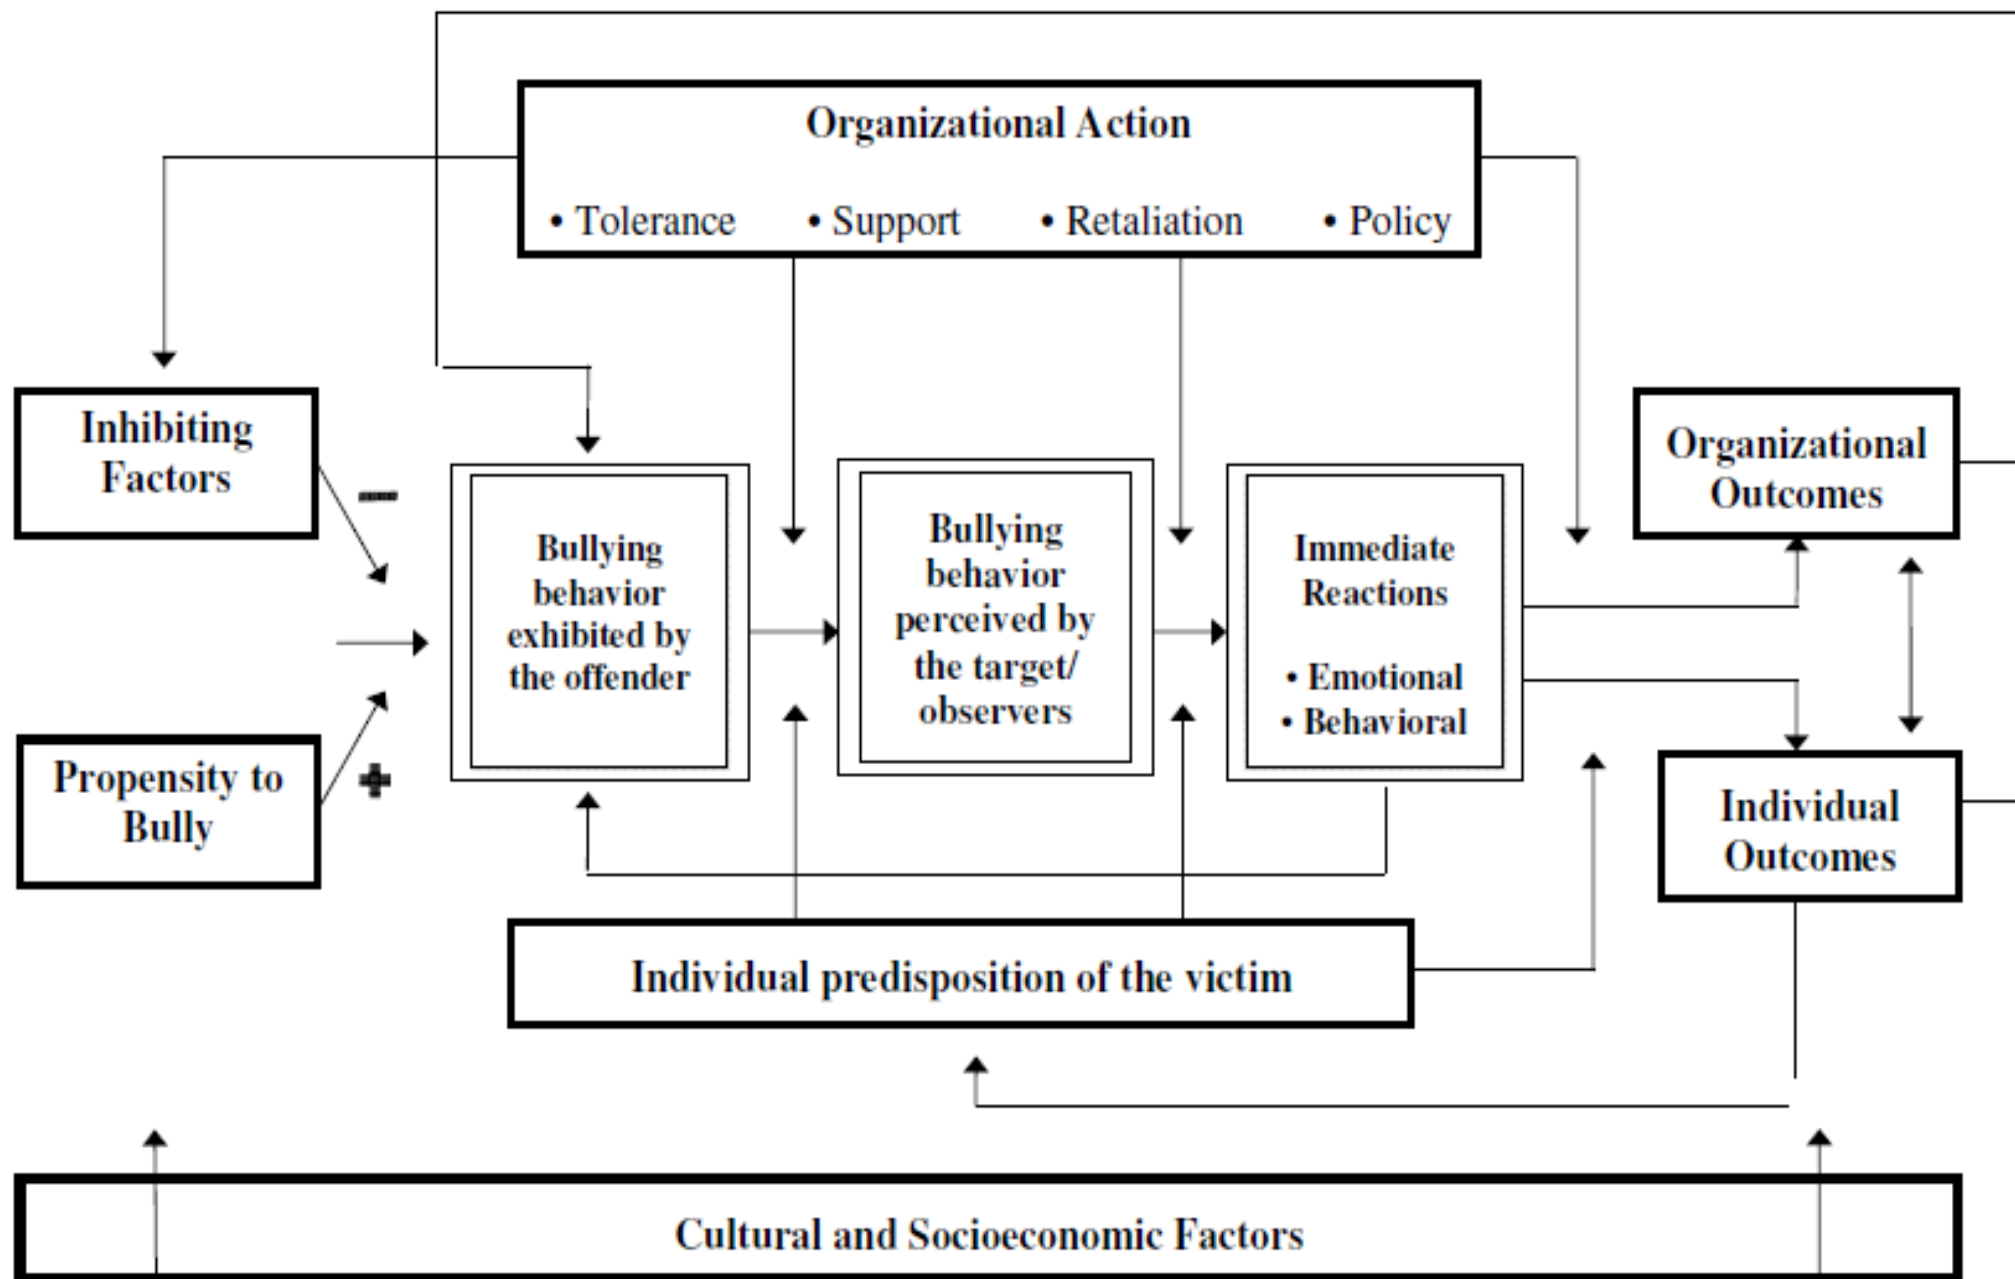 Organizational Action
• Tolerance • Support • Retaliation • Policy
Inhibiting
Factors
−
+
Propensity to
Bully
Bullying
behavior
exhibited by
the offender
Bullying
behavior
perceived by
the target/
observers
Immediate
Reactions
• Emotional
• Behavioral
Organizational
Outcomes
Individual
Outcomes
Individual predisposition of the victim
Cultural and Socioeconomic Factors